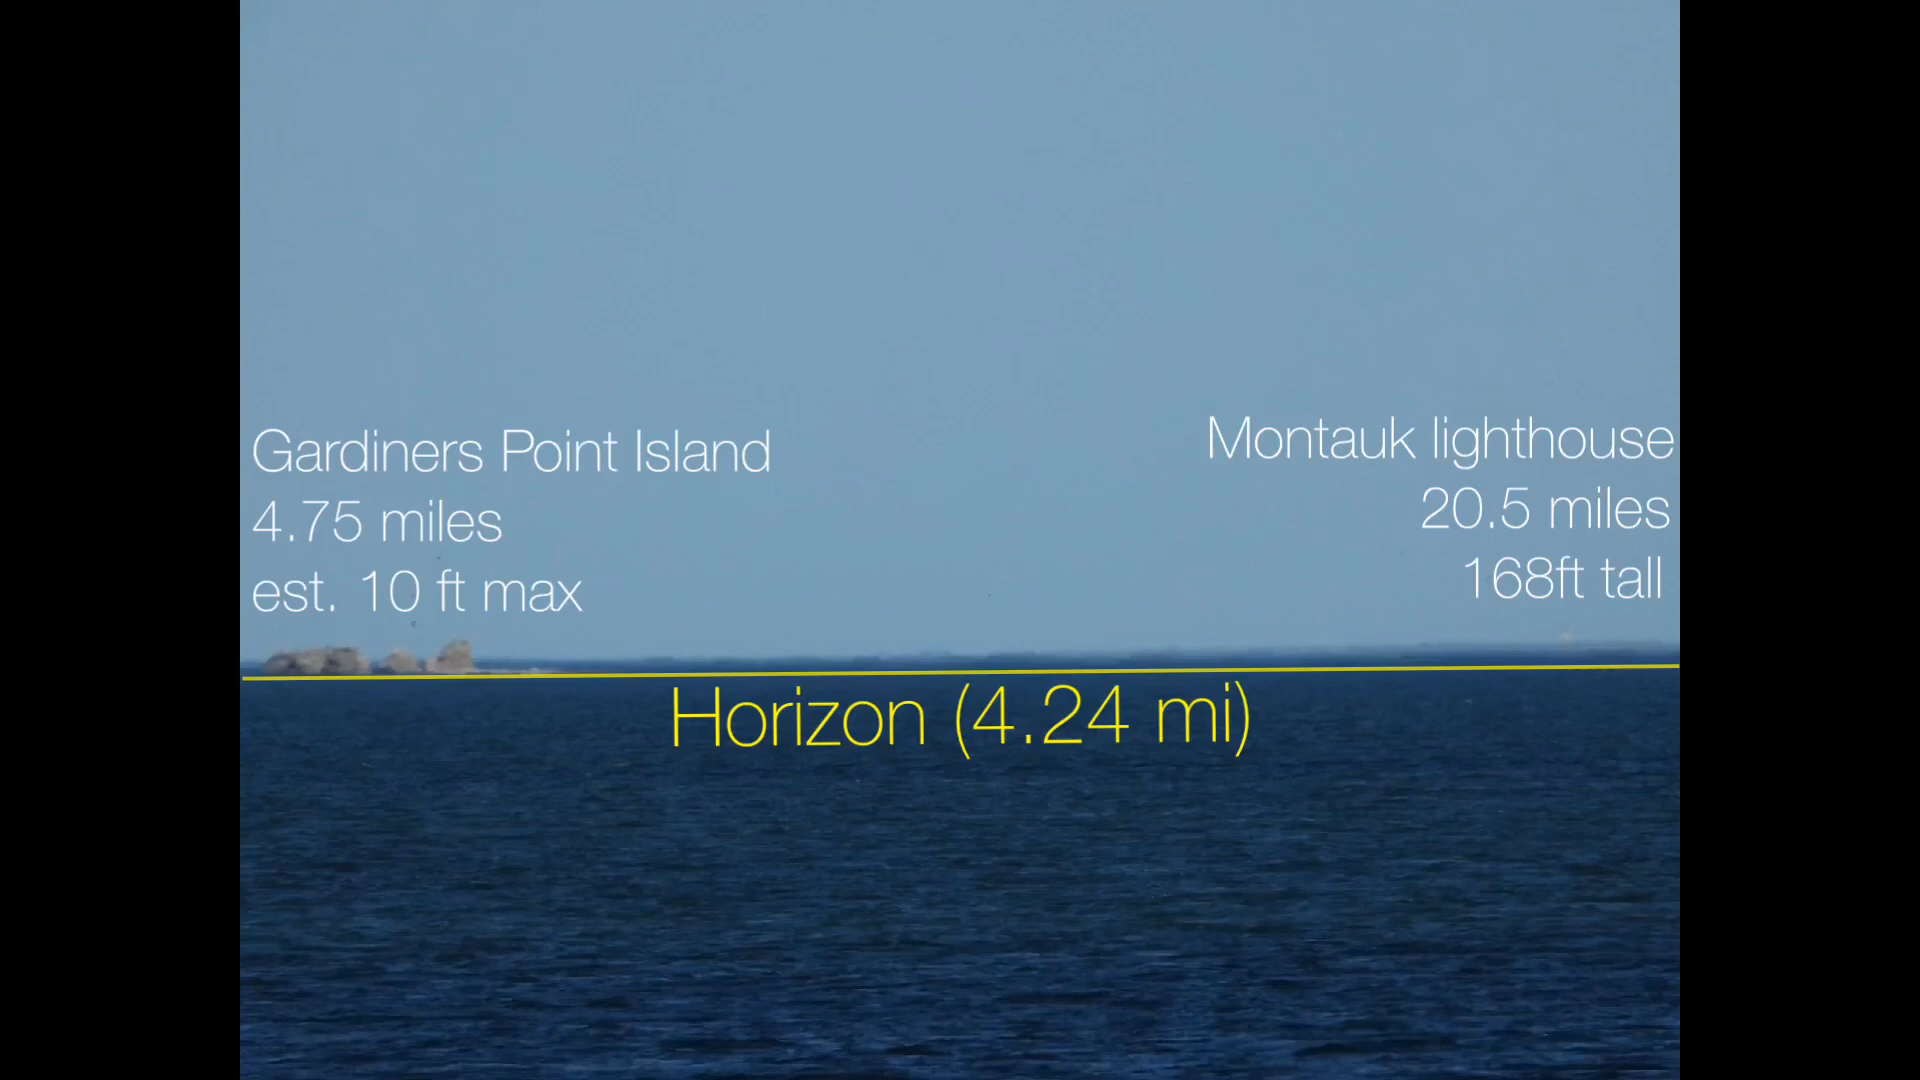 Gardiners Point Island
4.75 miles
est. 10 ft max
Montauk lighthouse
20.5 miles
168ft tall
Horizon (4.24 mi)